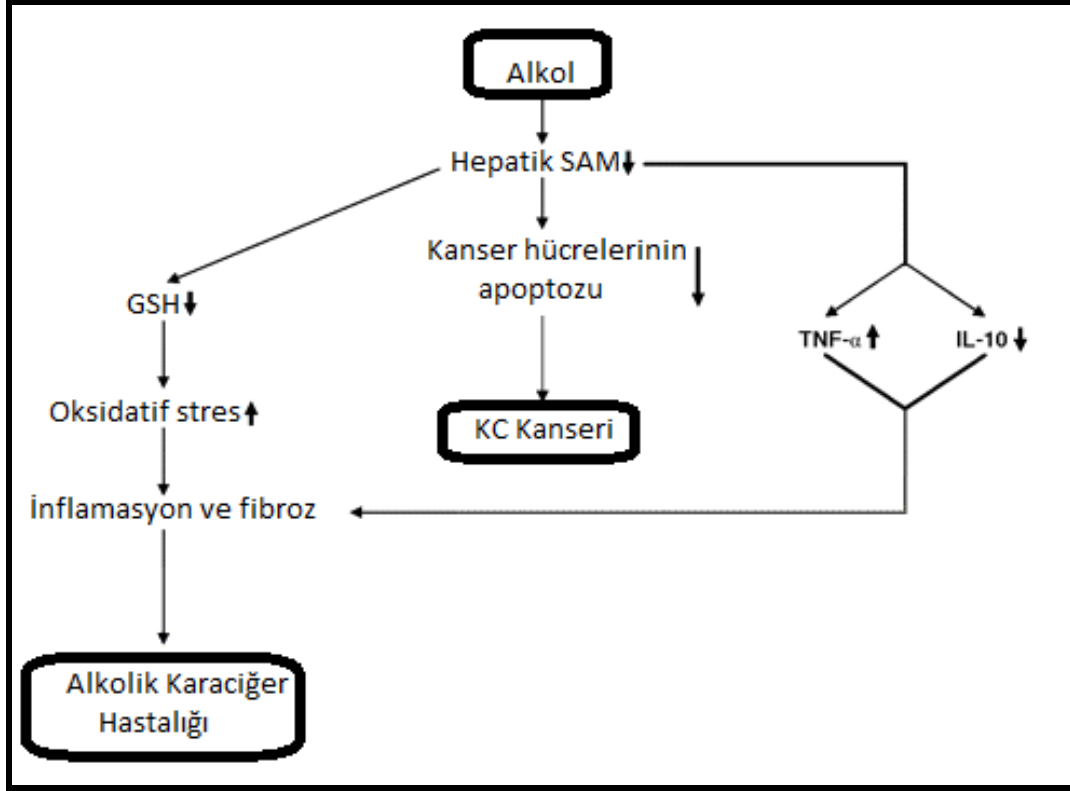 Alkol
Hepatik SAM
Kanser hücrelerinin
apoptozu
GSH
TNF-α
IL-10
Oksidatif stres
KC Kanseri
İnflamasyon ve fibroz
Alkolik Karaciğer
Hastalığı